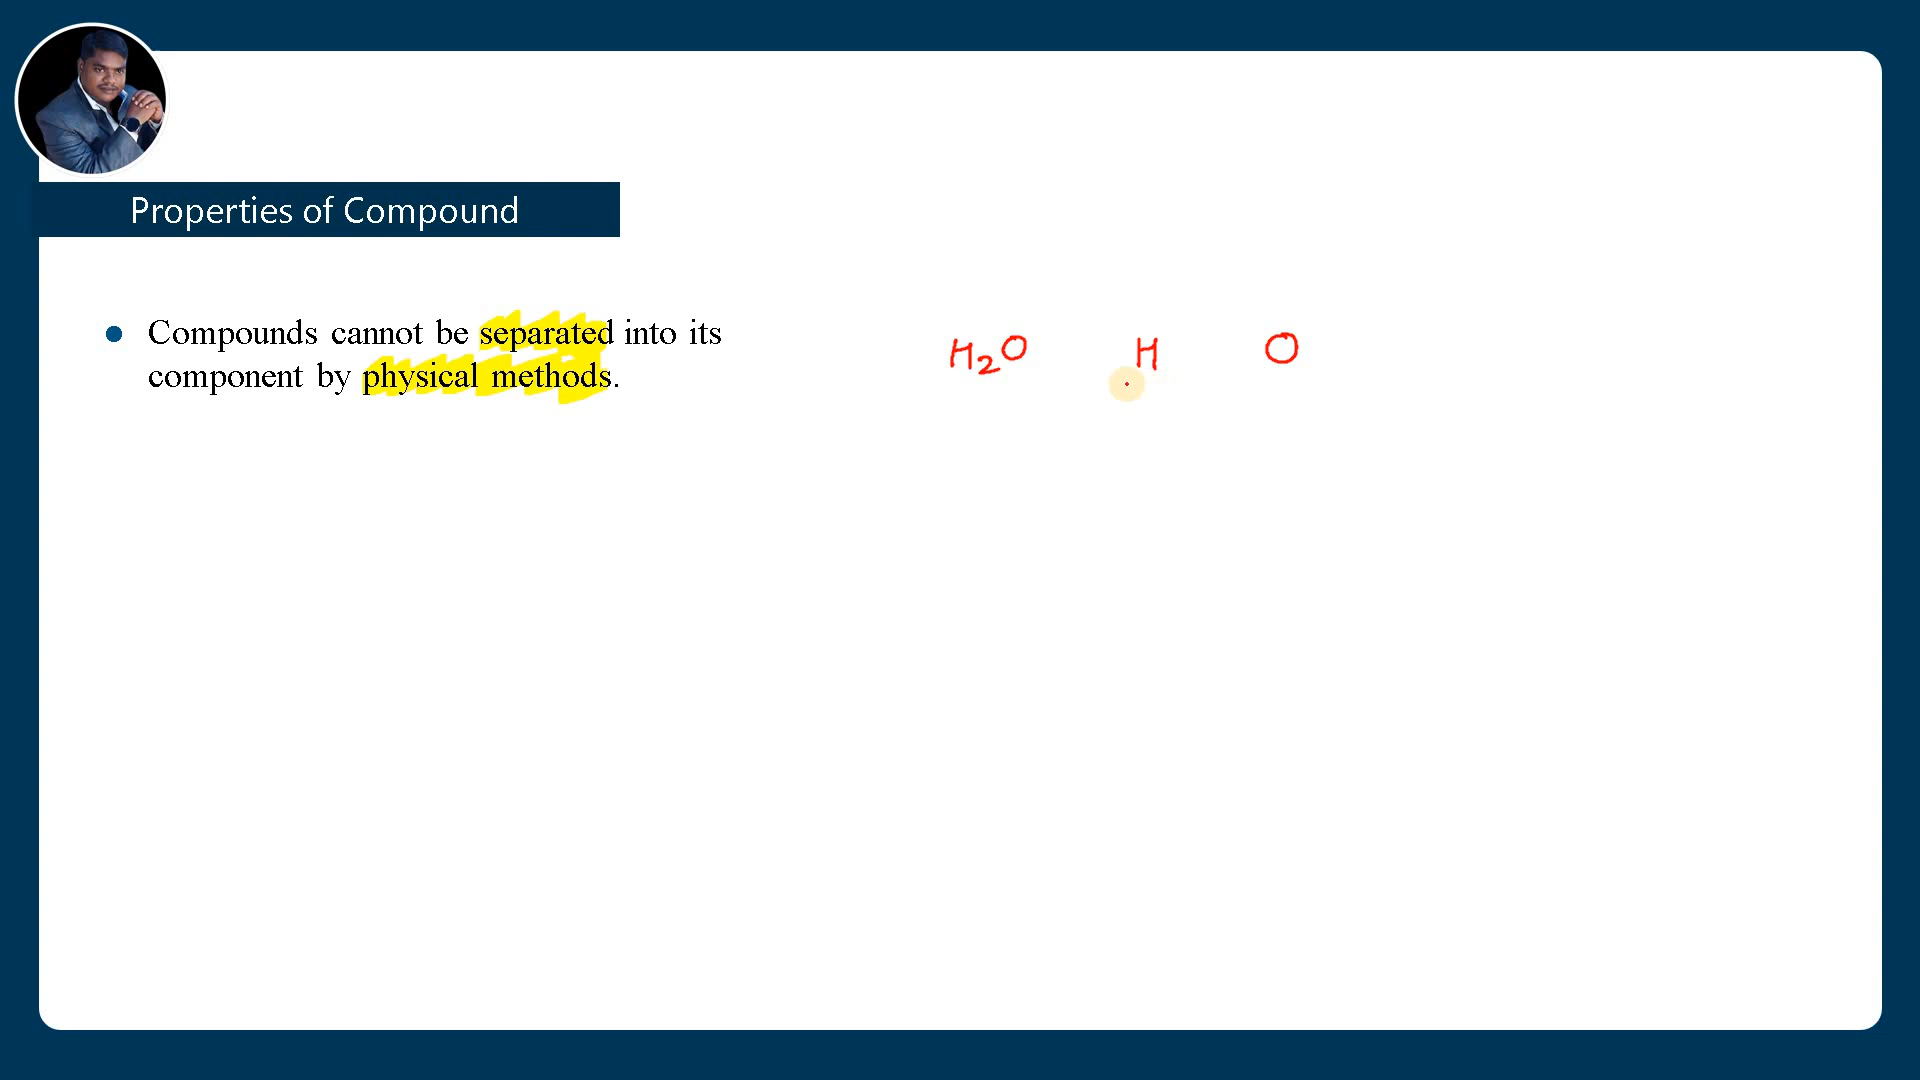 Properties of Compound
● Compounds cannot be separated into its
component by physical methods.
H₂O H O